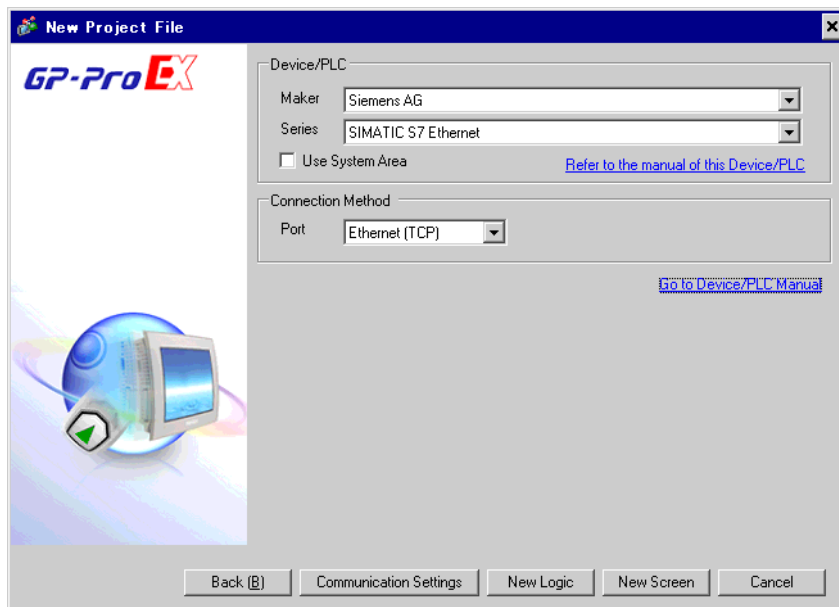 New Project File
GP-Pro EX
Device/PLC
Maker Siemens AG
Series SIMATIC S7 Ethernet
Use System Area Refer to the manual of this Device/PLC
Connection Method
Port Ethernet (TCP)
Go to Device/PLC Manual
Back (B) Communication Settings New Logic New Screen Cancel